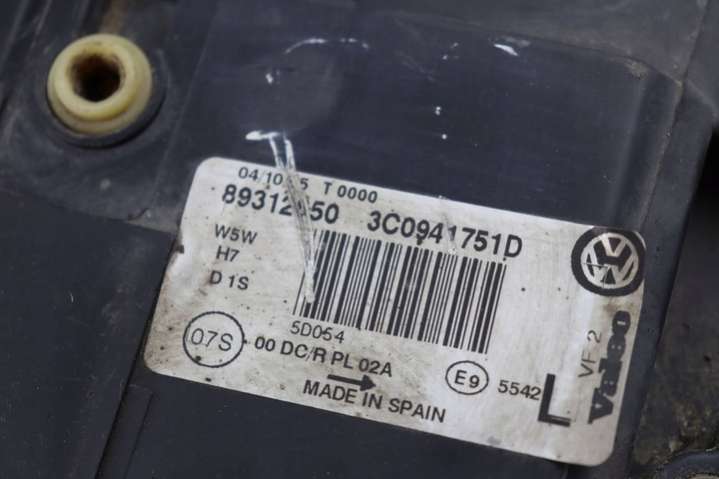 T 0000
3C0941751D
W5W
H7
D1S
5D054
07S
00 DC/R PL 02A
MADE IN SPAIN
E9 5542
L
VF 2
Valeo